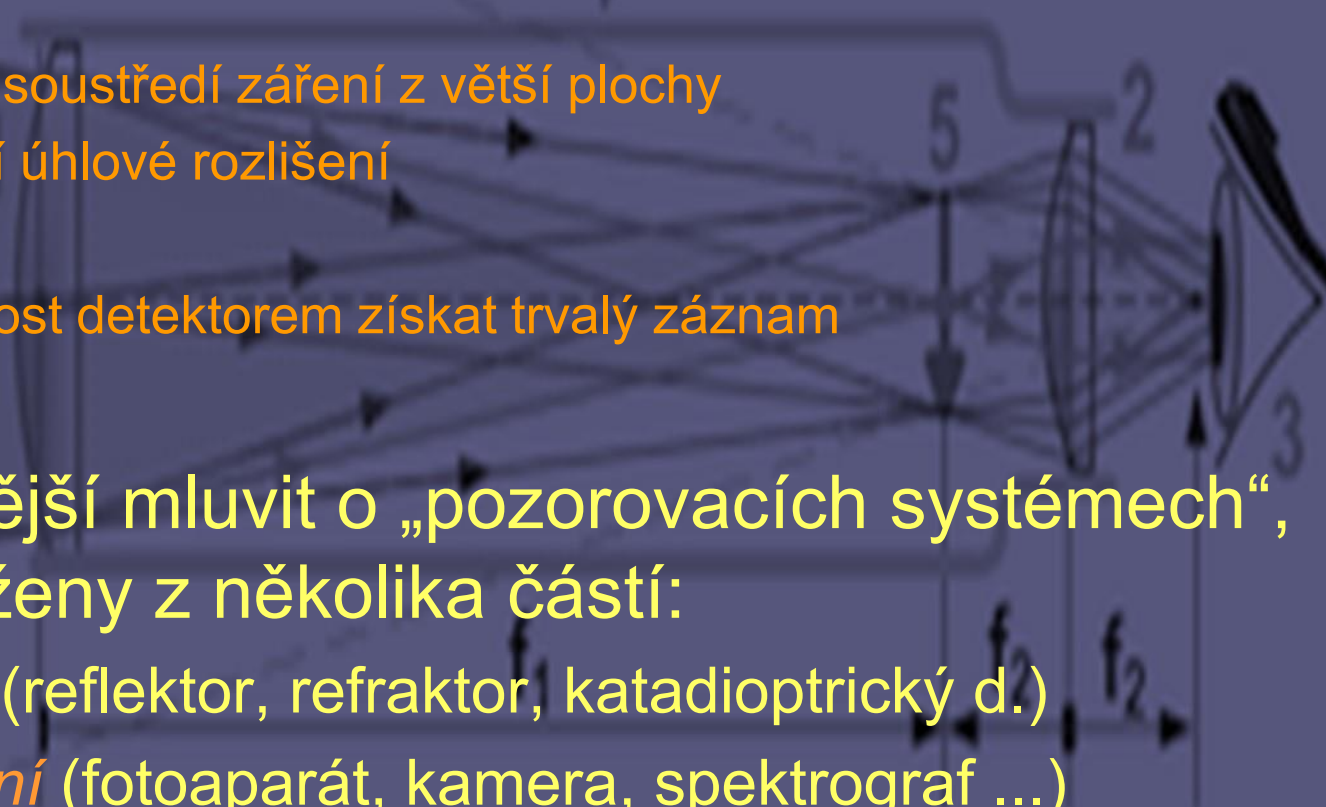 soustředí záření z větší plochy
í úhlové rozlišení
ost detektorem získat trvalý záznam
ější mluvit o „pozorovacích systémech“,
ženy z několika částí:
(reflektor, refraktor, katadioptrický d.)
ní (fotoaparát, kamera, spektrograf ...)
5
2
3
f₁
f₂
f₂